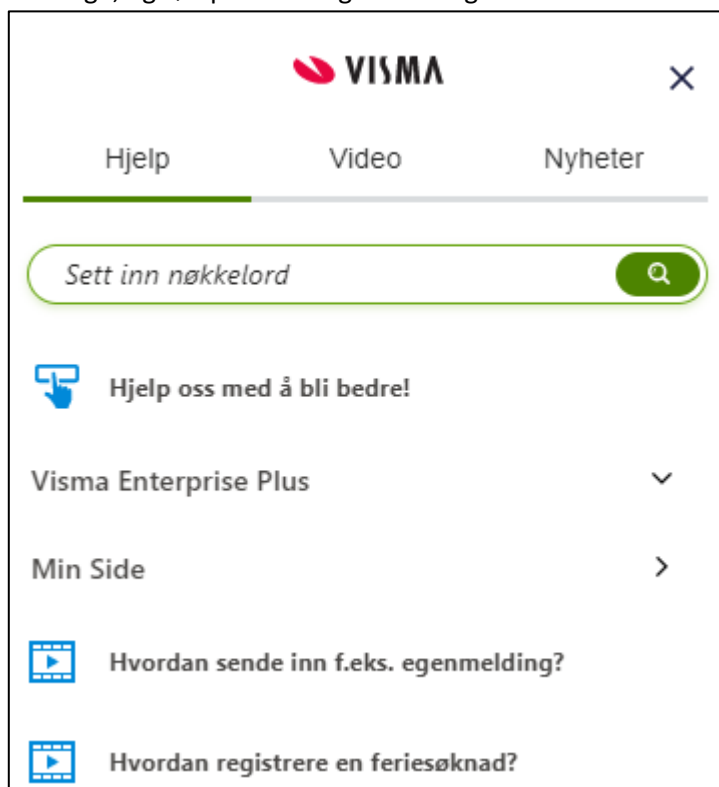 VISMA
Hjelp Video Nyheter
Sett inn nøkkelord
Hjelp oss med å bli bedre!
Visma Enterprise Plus
Min Side
Hvordan sende inn f.eks. egenmelding?
Hvordan registrere en feriesøknad?